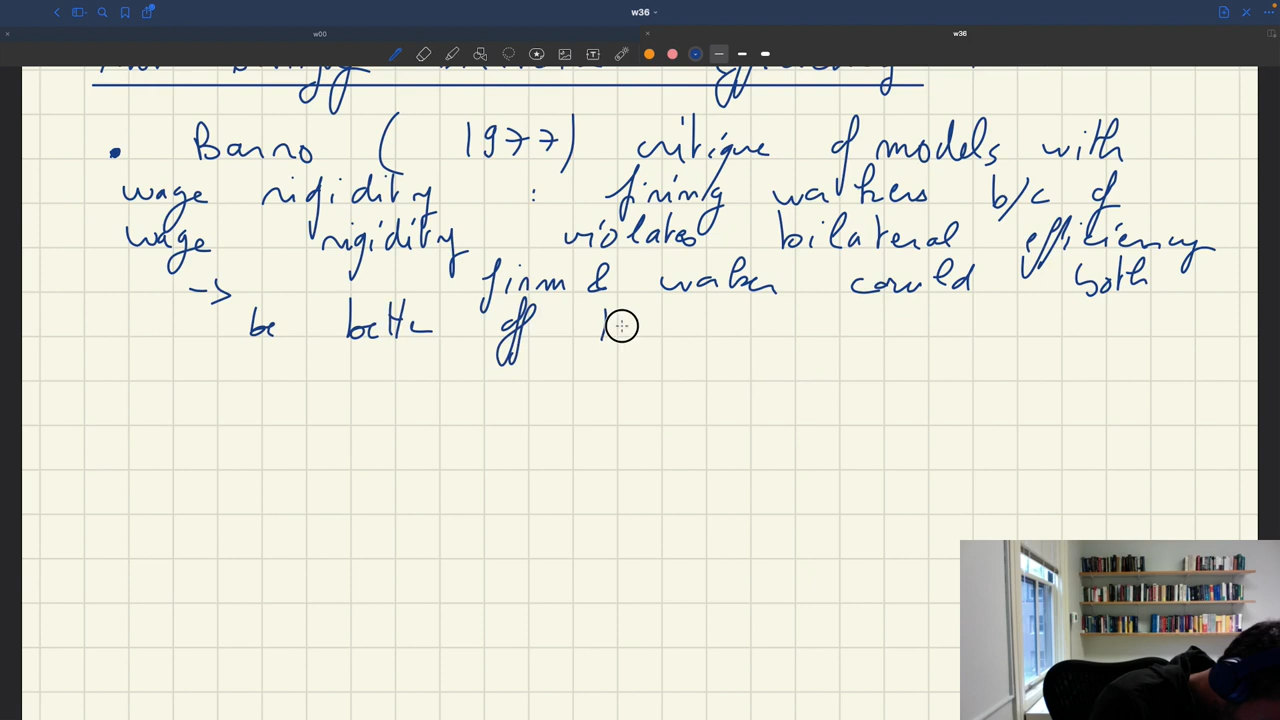 w36
w00
w36
Efficiency
• Barro (1977) critique of models with
wage rigidity : firing workers b/c of
wage rigidity violates bilateral efficiency
-> firm & worker could both
be better off